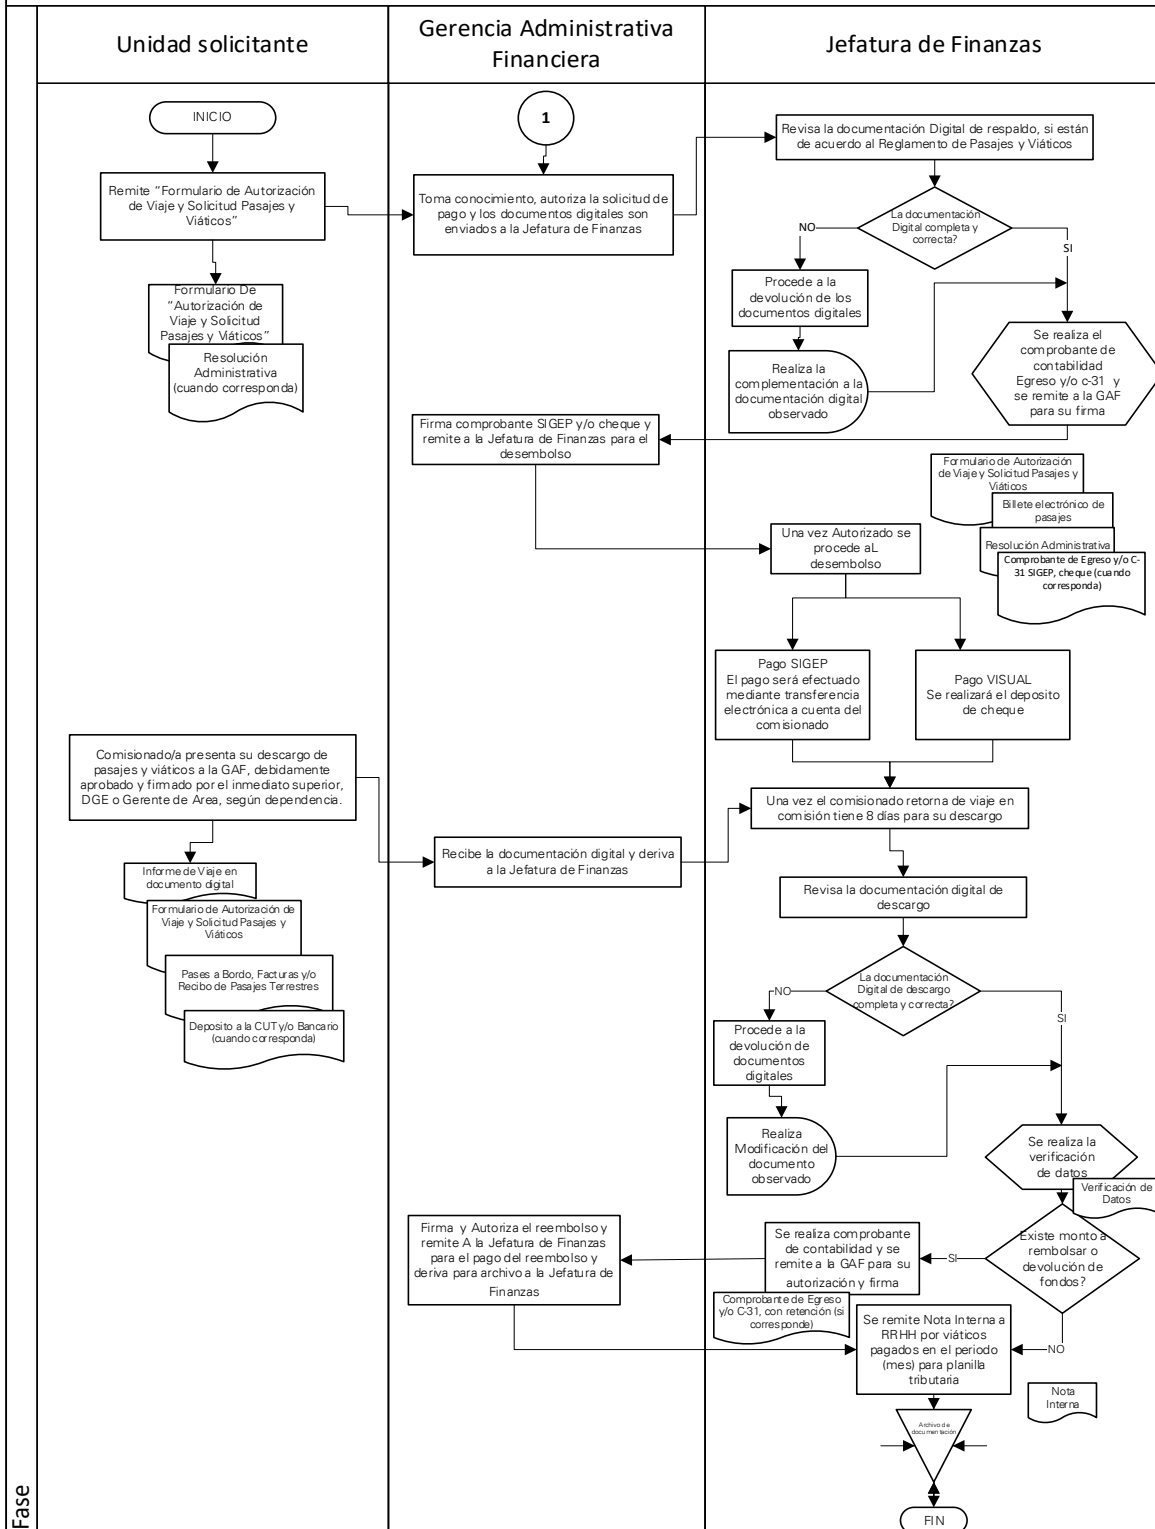 Unidad solicitante
Gerencia Administrativa
Financiera
Jefatura de Finanzas
INICIO
1
Revisa la documentación Digital de respaldo, si están
de acuerdo al Reglamento de Pasajes y Viáticos
Remite "Formulario de Autorización
de Viaje y Solicitud Pasajes y
Viáticos"
Toma conocimiento, autoriza la solicitud de
pago y los documentos digitales son
enviados a la Jefatura de Finanzas
La documentación
Digital completa y
correcta?
NO
SI
Formulario De
"Autorización de
Viaje y Solicitud
Pasajes y Viáticos"
Resolución
Administrativa
(cuando corresponda)
Procede a la
devolución de los
documentos digitales
Realiza la
complementación a la
documentación digital
observado
Se realiza el
comprobante de
contabilidad
Egreso y/o c-31 y
se remite a la GAF
para su firma
Firma comprobante SIGEP y/o cheque y
remite a la Jefatura de Finanzas para el
desembolso
Formulario de Autorización
de Viaje y Solicitud Pasajes y
Viáticos
Billete electrónico de
pasajes
Resolución Administrativa
Comprobante de Egreso y/o C-
31 SIGEP, cheque (cuando
corresponda)
Una vez Autorizado se
procede aL
desembolso
Pago SIGEP
El pago será efectuado
mediante transferencia
electrónica a cuenta del
comisionado
Pago VISUAL
Se realizará el deposito
de cheque
Comisionado/a presenta su descargo de
pasajes y viáticos a la GAF, debidamente
aprobado y firmado por el inmediato superior,
DGE o Gerente de Area, según dependencia.
Una vez el comisionado retorna de viaje en
comisión tiene 8 días para su descargo
Recibe la documentación digital y deriva
a la Jefatura de Finanzas
Informe de Viaje en
documento digital
Formulario de Autorización de
Viaje y Solicitud Pasajes y
Viáticos
Pases a Bordo, Facturas y/o
Recibo de Pasajes Terrestres
Deposito a la CUT y/o Bancario
(cuando corresponda)
Revisa la documentación digital de
descargo
La documentación
Digital de descargo
completa y correcta?
NO
SI
Procede a la
devolución de
documentos
digitales
Realiza
Modificación del
documento
observado
Se realiza la
verificación
de datos
Verificación de
Datos
Existe monto a
rembolsar o
devolución de
fondos?
SI
NO
Se realiza comprobante
de contabilidad y se
remite a la GAF para su
autorización y firma
Comprobante de Egreso
y/o C-31, con retención (si
corresponde)
Firma y Autoriza el reembolso y
remite A la Jefatura de Finanzas
para el pago del reembolso y
deriva para archivo a la Jefatura de
Finanzas
Se remite Nota Interna a
RRHH por viáticos
pagados en el periodo
(mes) para planilla
tributaria
Nota
Interna
Archivo de
documentación
FIN
Fase